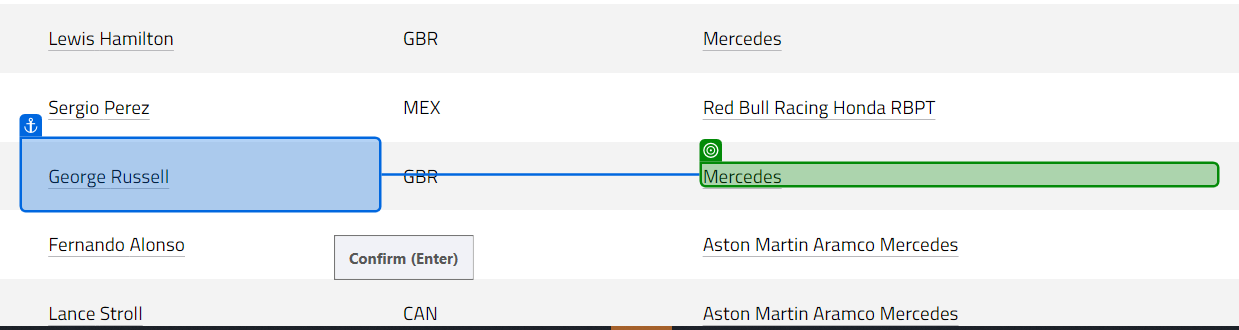 Lewis Hamilton GBR Mercedes
Sergio Perez MEX Red Bull Racing Honda RBPT
George Russell GBR Mercedes
Fernando Alonso Aston Martin Aramco Mercedes
Confirm (Enter)
Lance Stroll CAN Aston Martin Aramco Mercedes